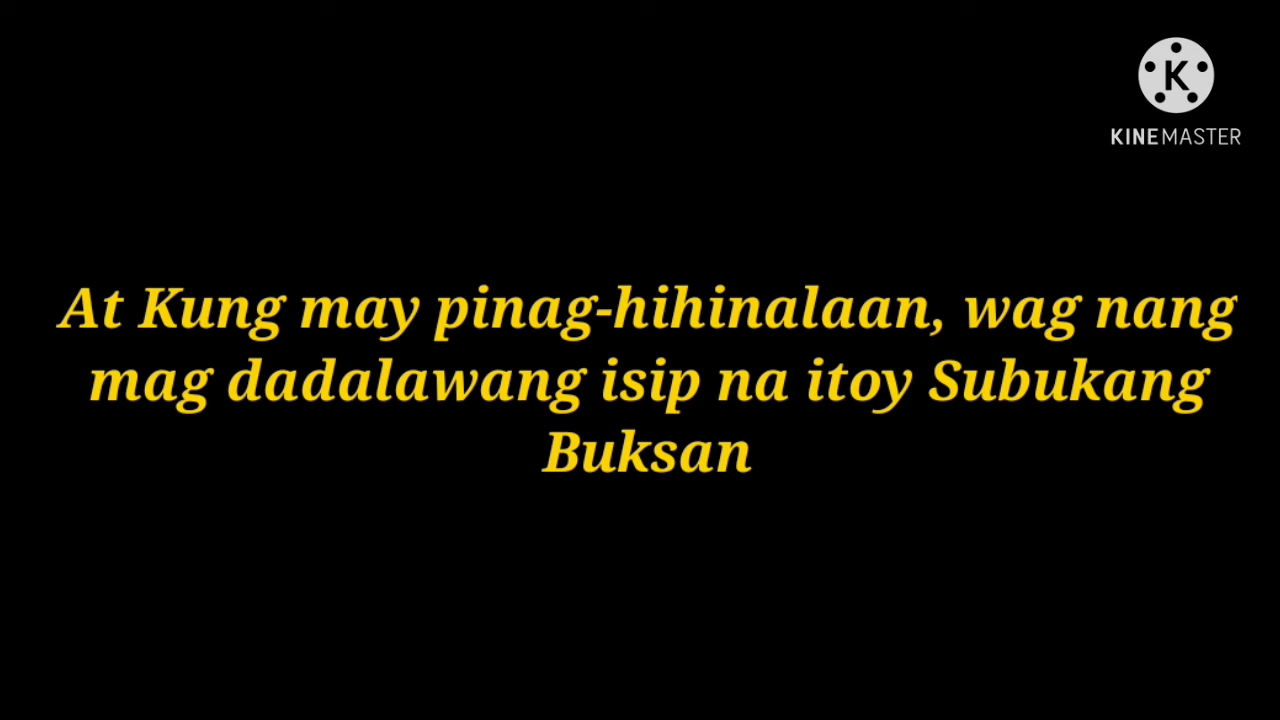 K
KINEMASTER
At Kung may pinag-hihinalaan, wag nang
mag dadalawang isip na itoy Subukang
Buksan